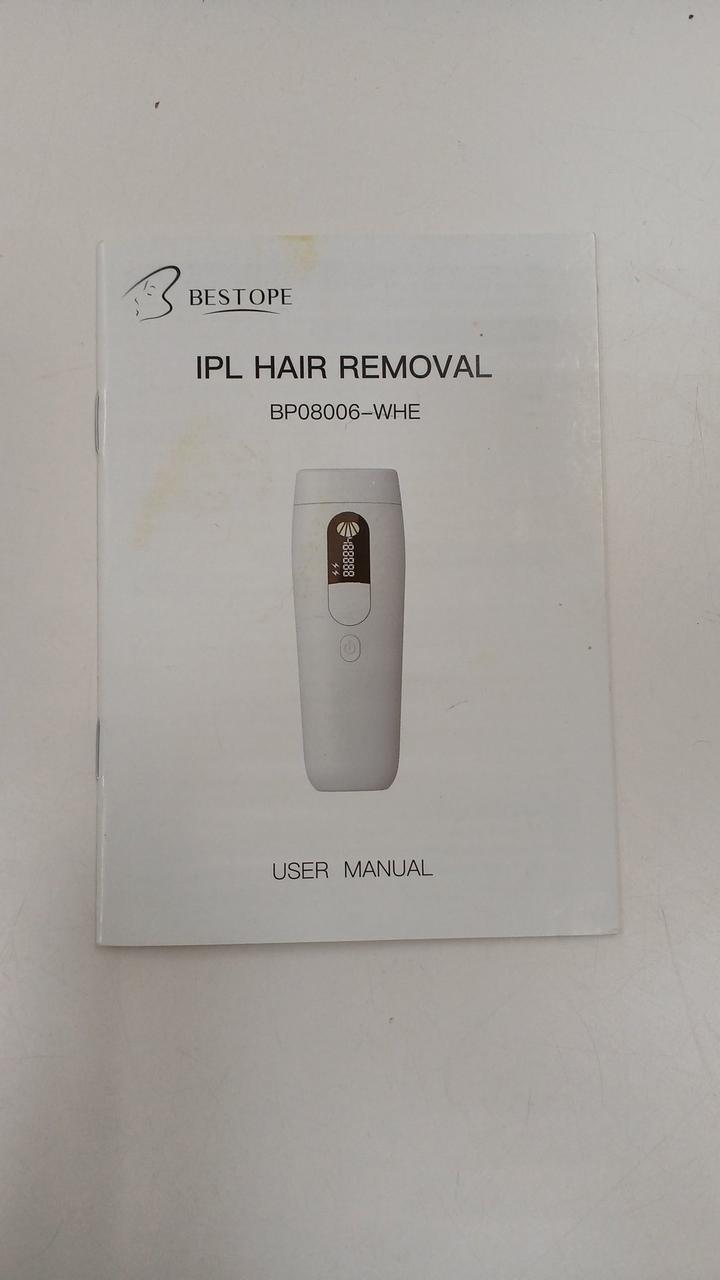 BESTOPE
IPL HAIR REMOVAL
BP08006-WHE
USER MANUAL